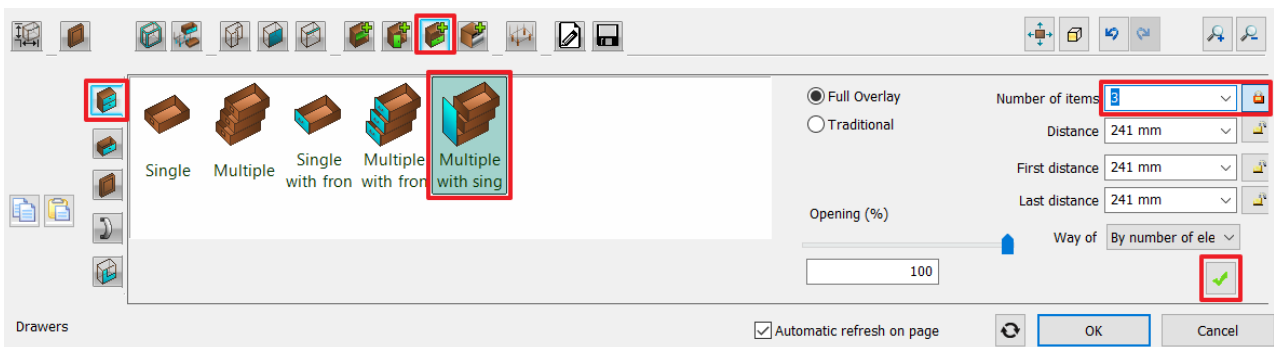 Single
Multiple
Single
with fron
Multiple
with fron
Multiple
with sing
Full Overlay
Traditional
Opening (%)
100
Number of items 3
Distance 241 mm
First distance 241 mm
Last distance 241 mm
Way of By number of ele
Drawers
Automatic refresh on page
OK
Cancel